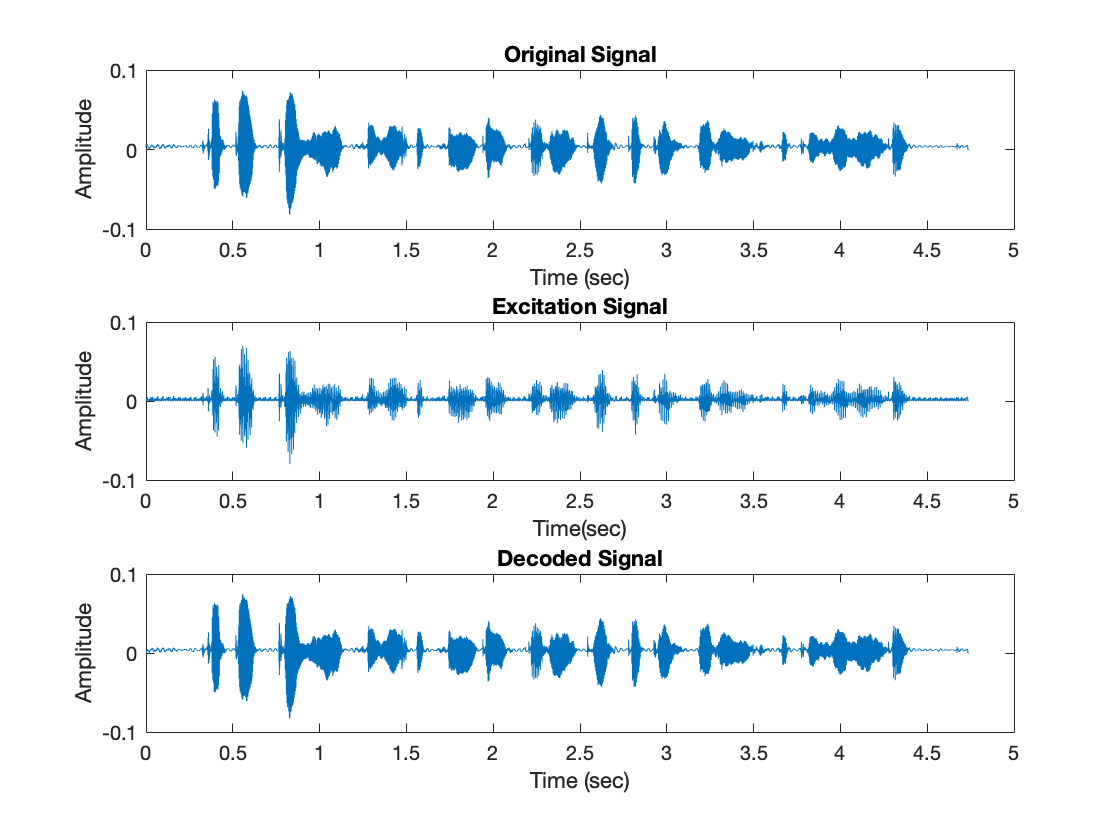 Original Signal
0.1
0
-0.1
Amplitude
0 0.5 1 1.5 2 2.5 3 3.5 4 4.5 5
Time (sec)
Excitation Signal
0.1
0
-0.1
Amplitude
0 0.5 1 1.5 2 2.5 3 3.5 4 4.5 5
Time(sec)
Decoded Signal
0.1
0
-0.1
Amplitude
0 0.5 1 1.5 2 2.5 3 3.5 4 4.5 5
Time (sec)